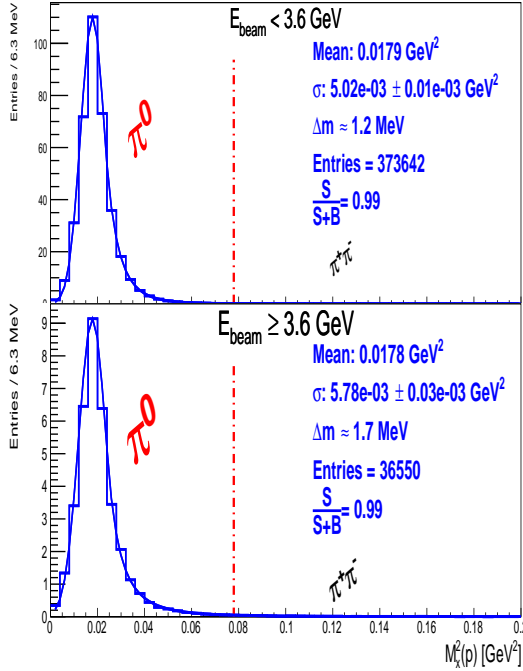 E_beam < 3.6 GeV
Entries / 6.3 MeV
100
80
60
40
20
π⁰
Mean: 0.0179 GeV²
σ: 5.02e-03 ± 0.01e-03 GeV²
Δm ≈ 1.2 MeV
Entries = 373642
S/S+B = 0.99
π⁺π⁻
E_beam ≥ 3.6 GeV
Entries / 6.3 MeV
9
8
7
6
5
4
3
2
1
0
π⁰
Mean: 0.0178 GeV²
σ: 5.78e-03 ± 0.03e-03 GeV²
Δm ≈ 1.7 MeV
Entries = 36550
S/S+B = 0.99
π⁺π⁻
0 0.02 0.04 0.06 0.08 0.1 0.12 0.14 0.16 0.18 0.2
M²ₓ(p) [GeV²]